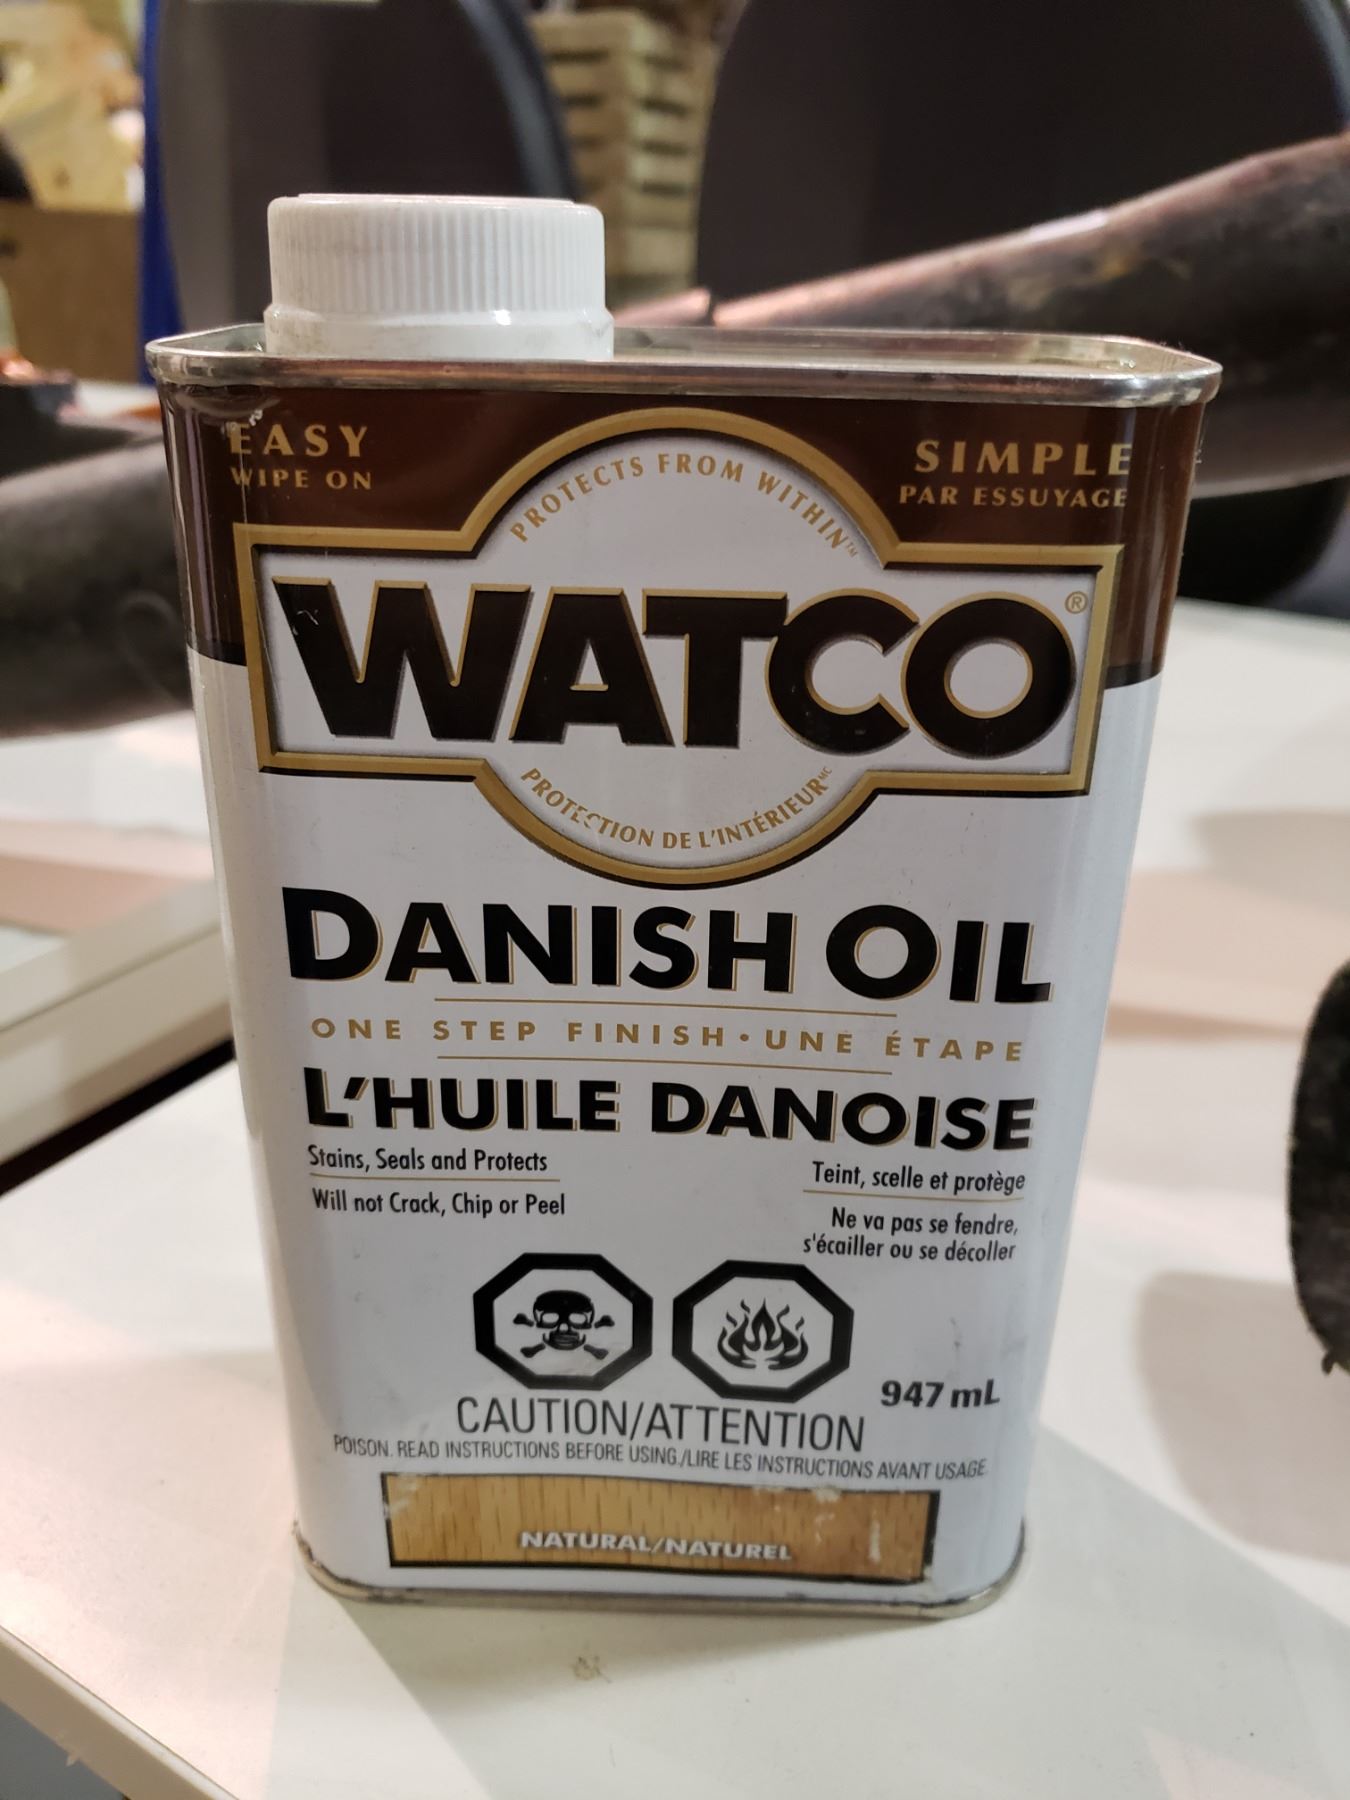 EASY
WIPE ON
SIMPLE
PAR ESSUYAGE
PROTECTS FROM WITHIN™
WATCO®
PROTECTION DE L'INTÉRIEUR MC
DANISH OIL
ONE STEP FINISH • UNE ÉTAPE
L'HUILE DANOISE
Stains, Seals and Protects
Will not Crack, Chip or Peel
Teint, scelle et protège
Ne va pas se fendre,
s'écailler ou se décoller
947 mL
CAUTION/ATTENTION
POISON. READ INSTRUCTIONS BEFORE USING./LIRE LES INSTRUCTIONS AVANT USAGE.
NATURAL/NATUREL